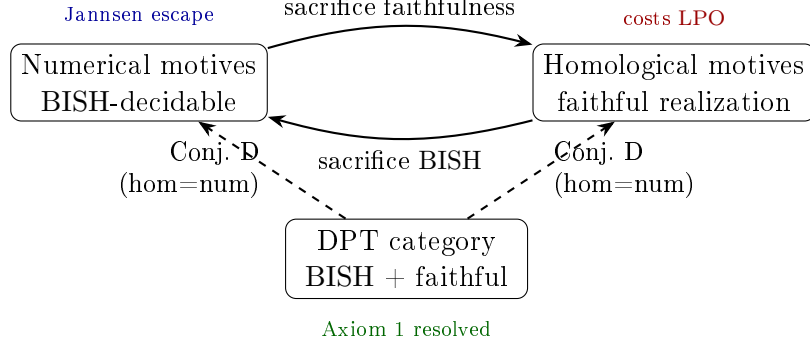 sacrifice faithfulness
Jannsen escape
costs LPO
Numerical motives
BISH-decidable
Homological motives
faithful realization
Conj. D
(hom=num)
sacrifice BISH
Conj. D
(hom=num)
DPT category
BISH + faithful
Axiom 1 resolved